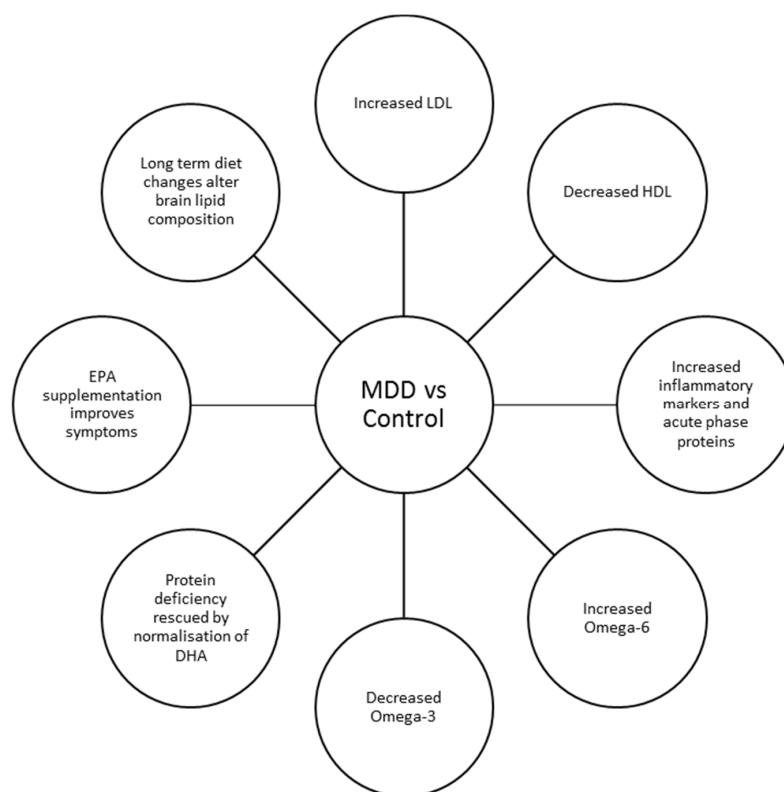 Increased LDL
Decreased HDL
Increased
inflammatory
markers and
acute phase
proteins
Increased
Omega-6
Decreased
Omega-3
Protein
deficiency
rescued by
normalisation of
DHA
EPA
supplementation
improves
symptoms
Long term diet
changes alter
brain lipid
composition
MDD vs
Control